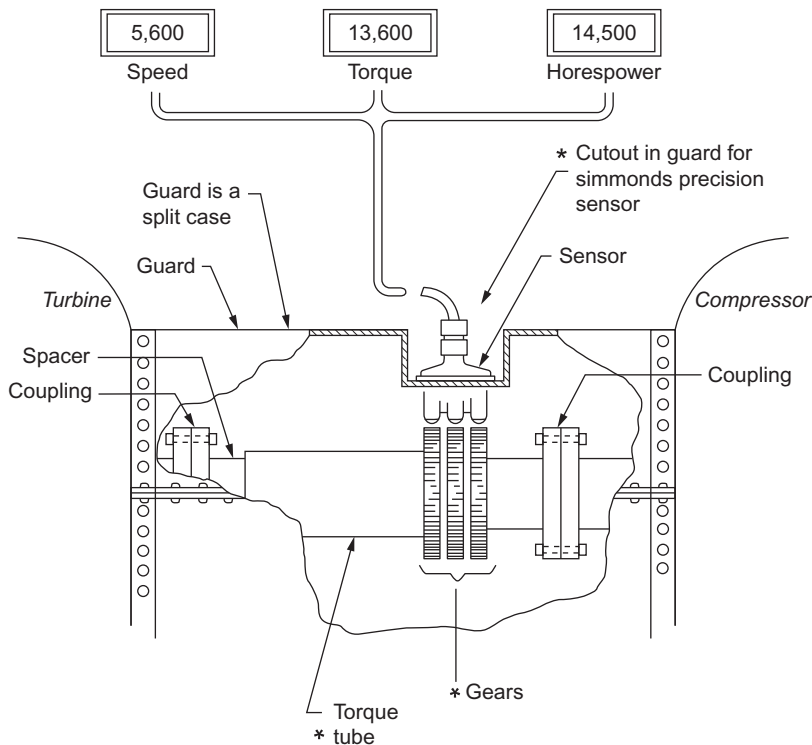 5,600
13,600
14,500
Speed
Torque
Horespower
* Cutout in guard for
simmonds precision
sensor
Guard is a
split case
Guard
Sensor
Turbine
Compressor
Spacer
Coupling
Coupling
* Gears
Torque
* tube